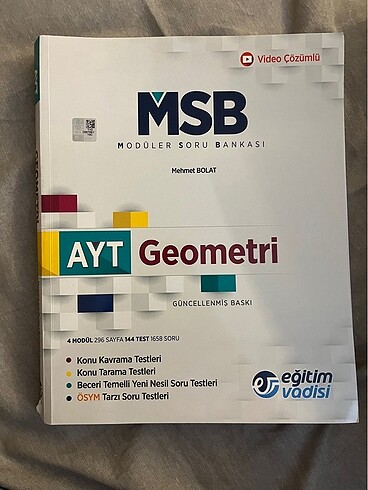 Video Çözümlü
MSB
MODÜLER SORU BANKASI
Mehmet BOLAT
AYT Geometri
GÜNCELLENMİŞ BASKI
4 MODÜL 296 SAYFA 144 TEST 1658 SORU
Konu Kavrama Testleri
Konu Tarama Testleri
Beceri Temelli Yeni Nesil Soru Testleri
ÖSYM Tarzı Soru Testleri
eğitim
vadisi
AYT